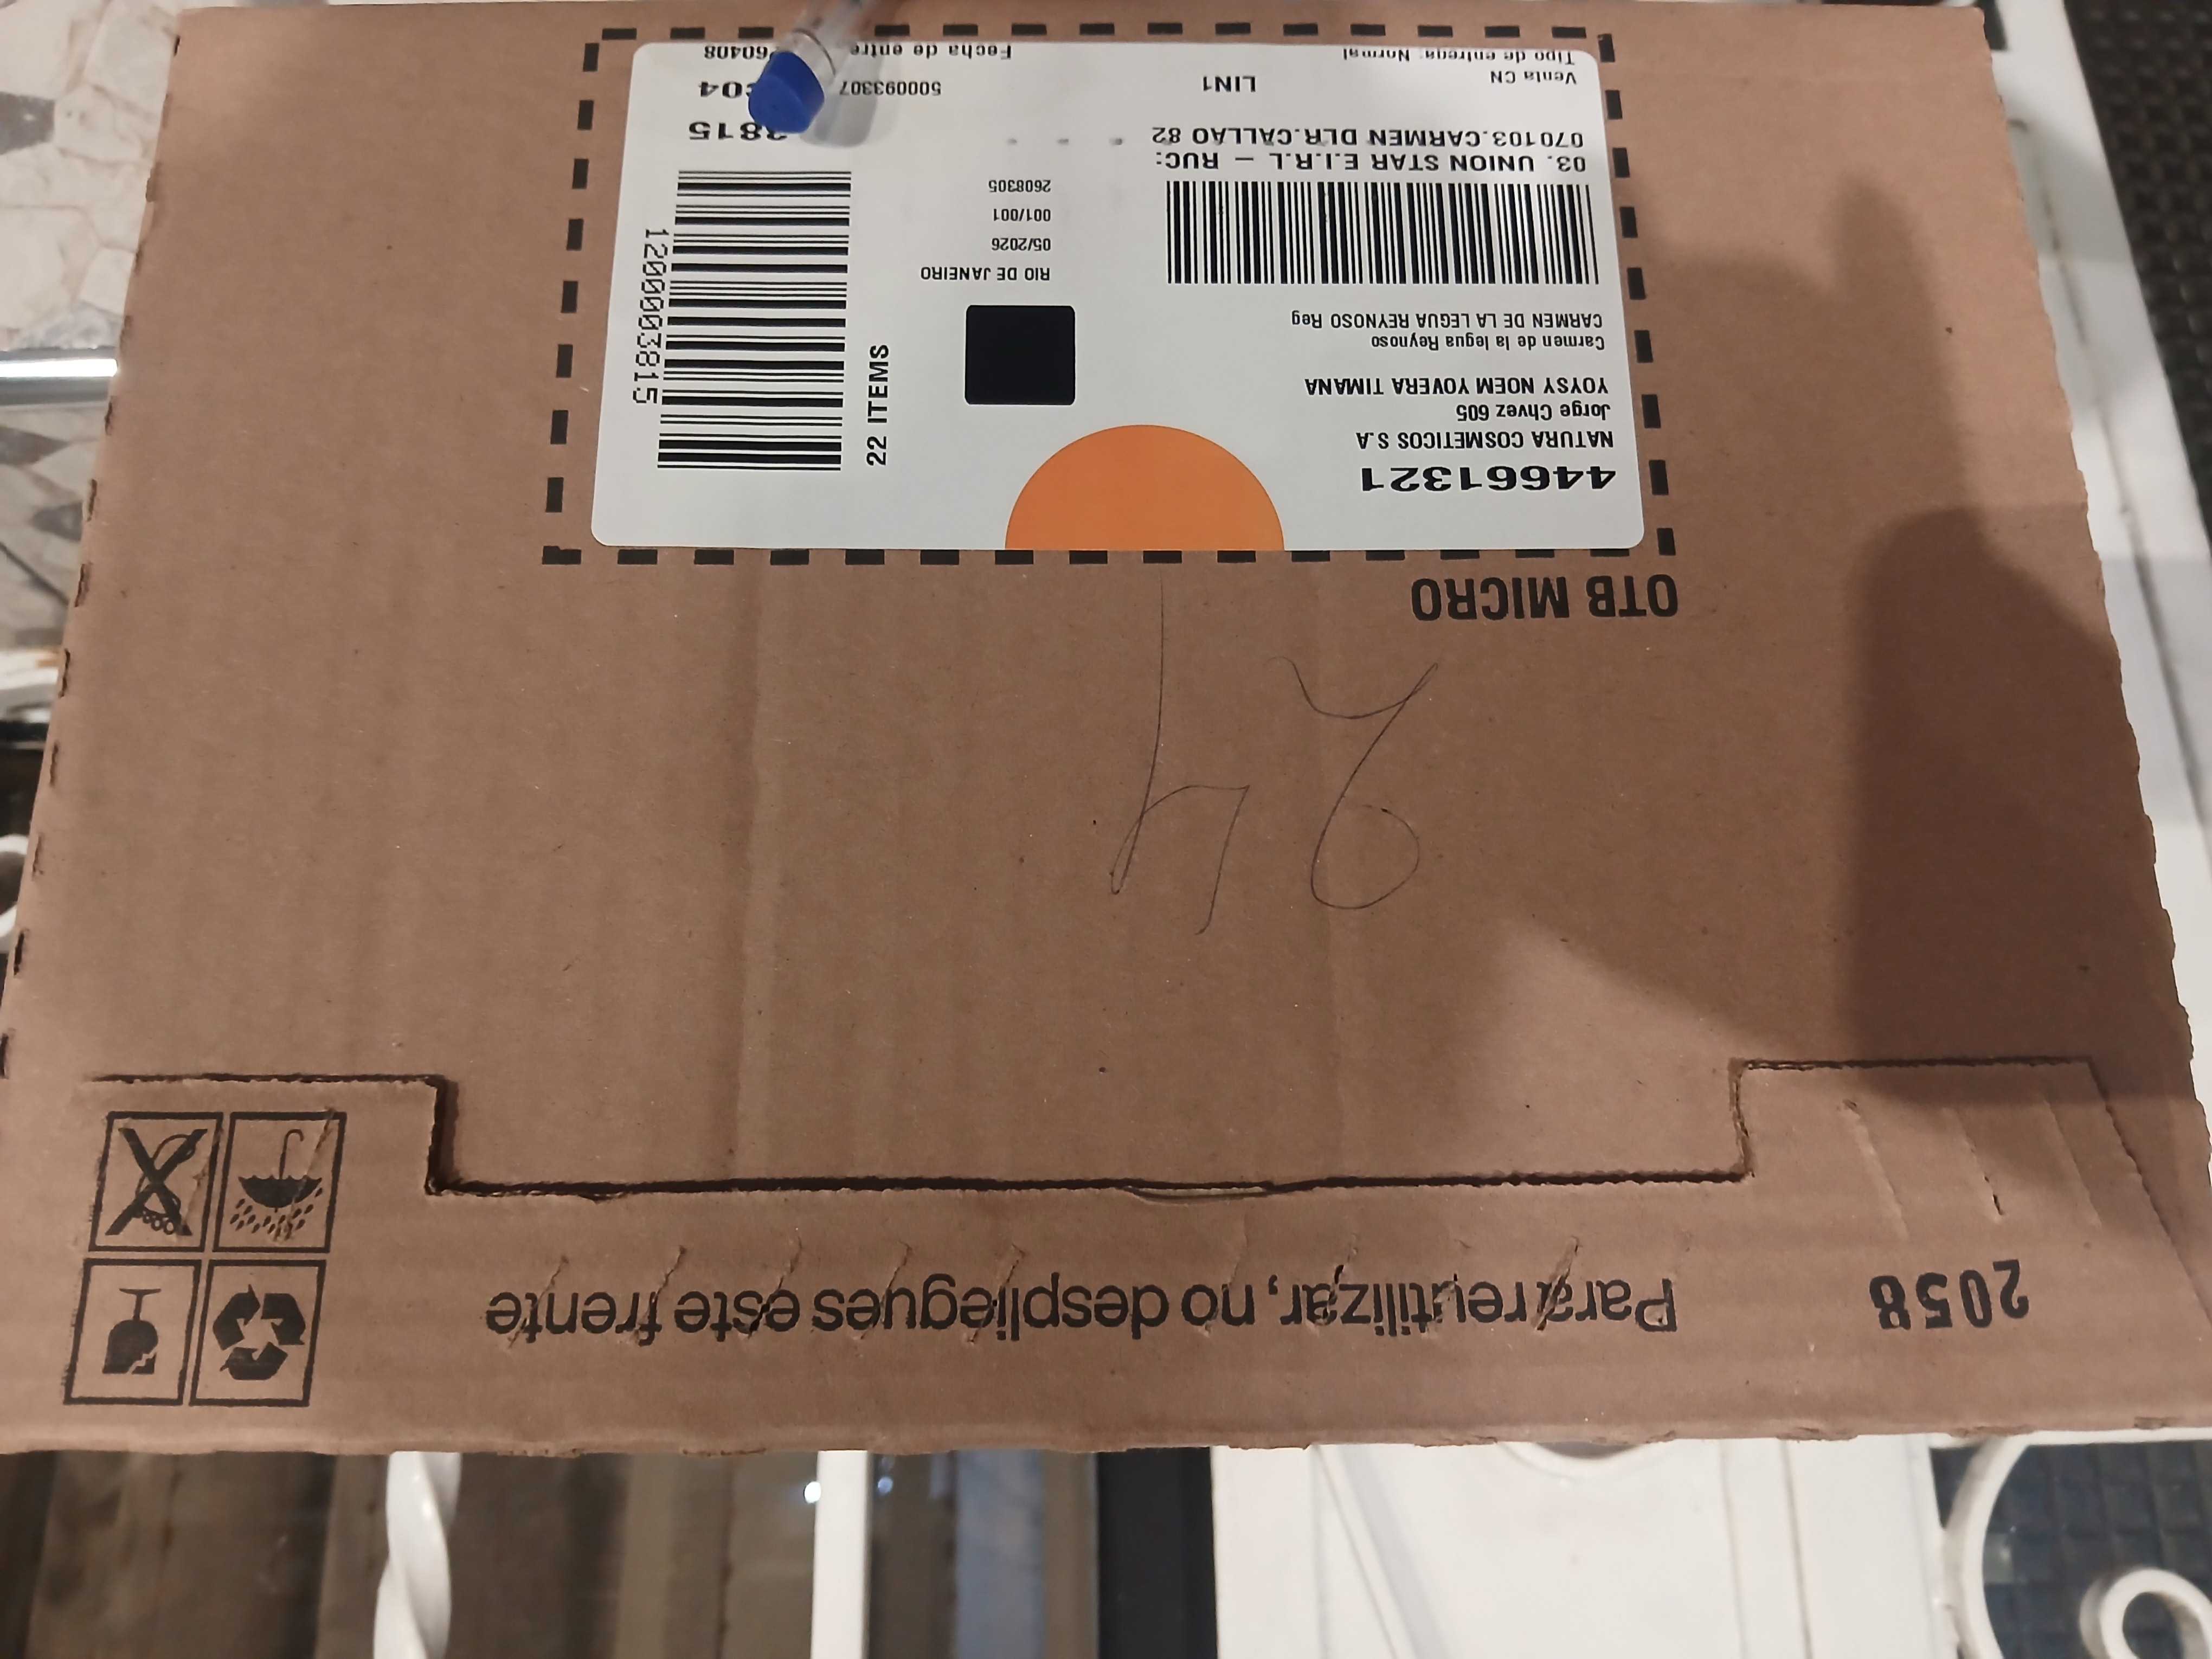 2058
Para reutilizar, no despliegues este frente
24
OTB MICRO
44661321
NATURA COSMETICOS S.A
Jorge Chvez 605
YOYSY NOEM YOVERA TIMANA
Carmen de la legua Reynoso
CARMEN DE LA LEGUA REYNOSO Reg
22 ITEMS
1200003815
RIO DE JANEIRO
05/2026
001/001
2608305
03. UNION STAR E.I.R.L - RUC:
070103.CARMEN DLR.CALLAO 82
3815
Venta CN
LIN1
500093307
04
Tipo de entrega: Normal
Fecha de entre
60408